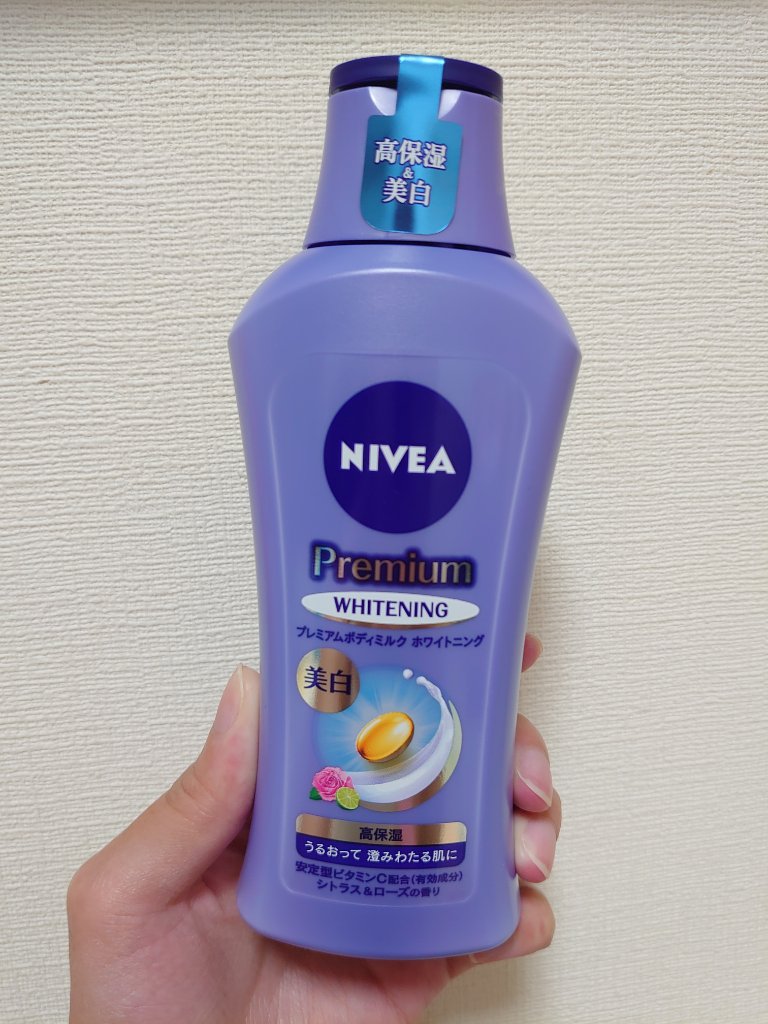 高保湿
&
美白
NIVEA
Premium
WHITENING
プレミアムボディミルク ホワイトニング
美白
高保湿
うるおって 澄みわたる肌に
安定型ビタミンC配合(有効成分)
シトラス&ローズの香り